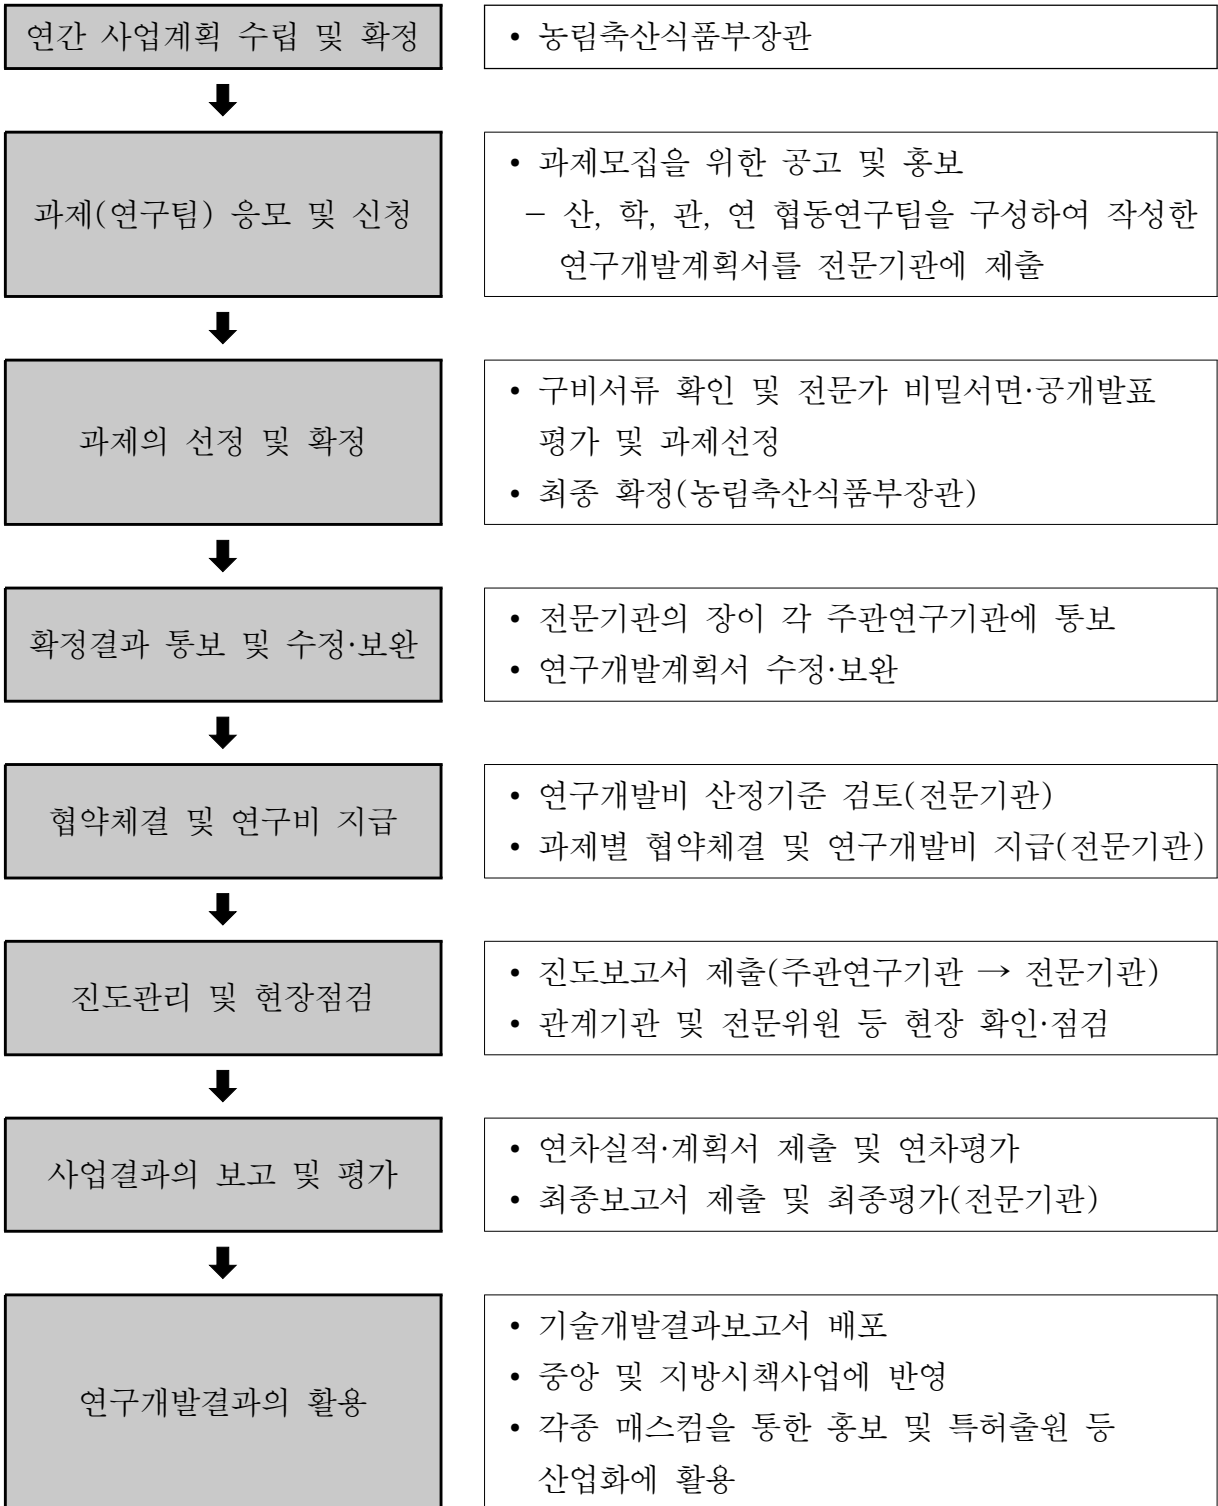 연간 사업계획 수립 및 확정
• 농림축산식품부장관
과제(연구팀) 응모 및 신청
• 과제모집을 위한 공고 및 홍보
- 산, 학, 관, 연 협동연구팀을 구성하여 작성한
연구개발계획서를 전문기관에 제출
과제의 선정 및 확정
• 구비서류 확인 및 전문가 비밀서면·공개발표
평가 및 과제선정
• 최종 확정(농림축산식품부장관)
확정결과 통보 및 수정·보완
• 전문기관의 장이 각 주관연구기관에 통보
• 연구개발계획서 수정·보완
협약체결 및 연구비 지급
• 연구개발비 산정기준 검토(전문기관)
• 과제별 협약체결 및 연구개발비 지급(전문기관)
진도관리 및 현장점검
• 진도보고서 제출(주관연구기관 → 전문기관)
• 관계기관 및 전문위원 등 현장 확인·점검
사업결과의 보고 및 평가
• 연차실적·계획서 제출 및 연차평가
• 최종보고서 제출 및 최종평가(전문기관)
연구개발결과의 활용
• 기술개발결과보고서 배포
• 중앙 및 지방시책사업에 반영
• 각종 매스컴을 통한 홍보 및 특허출원 등
산업화에 활용